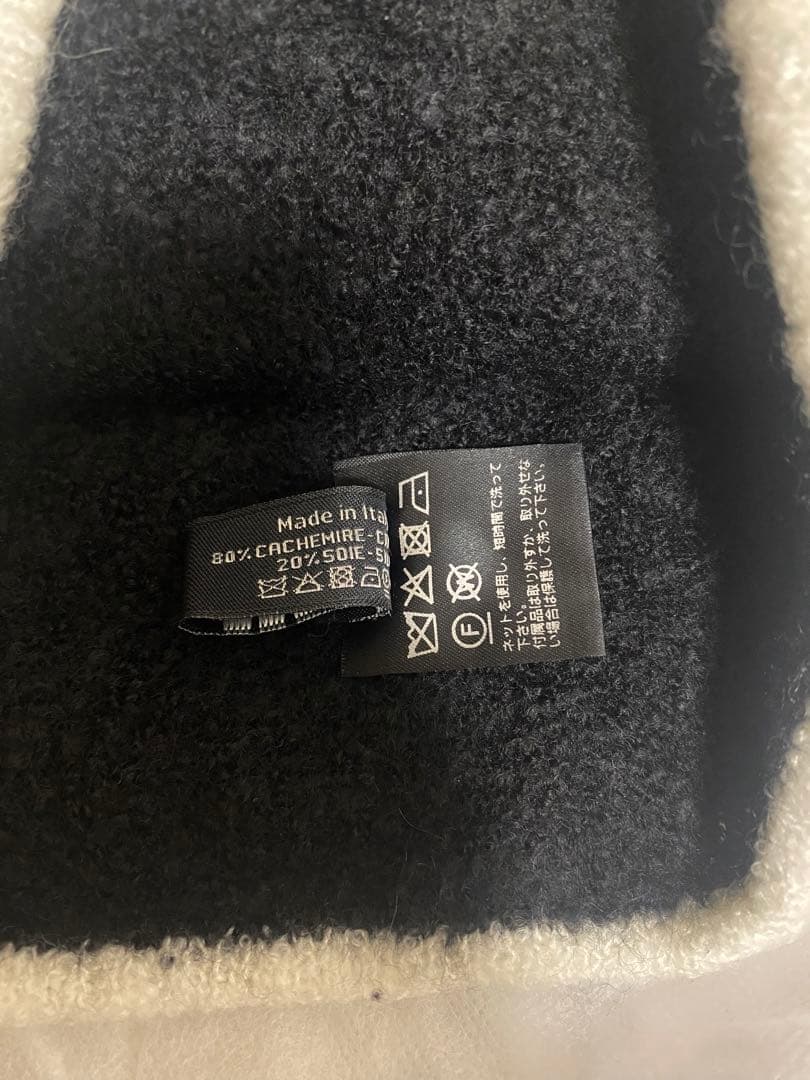 Made in
80% CACHEMIRE-
20% SOIE-
F
ネットを使用し、短時間で洗って
下さい。
付属品は取り外すか、取り外せな
い場合は保護して洗って下さい。